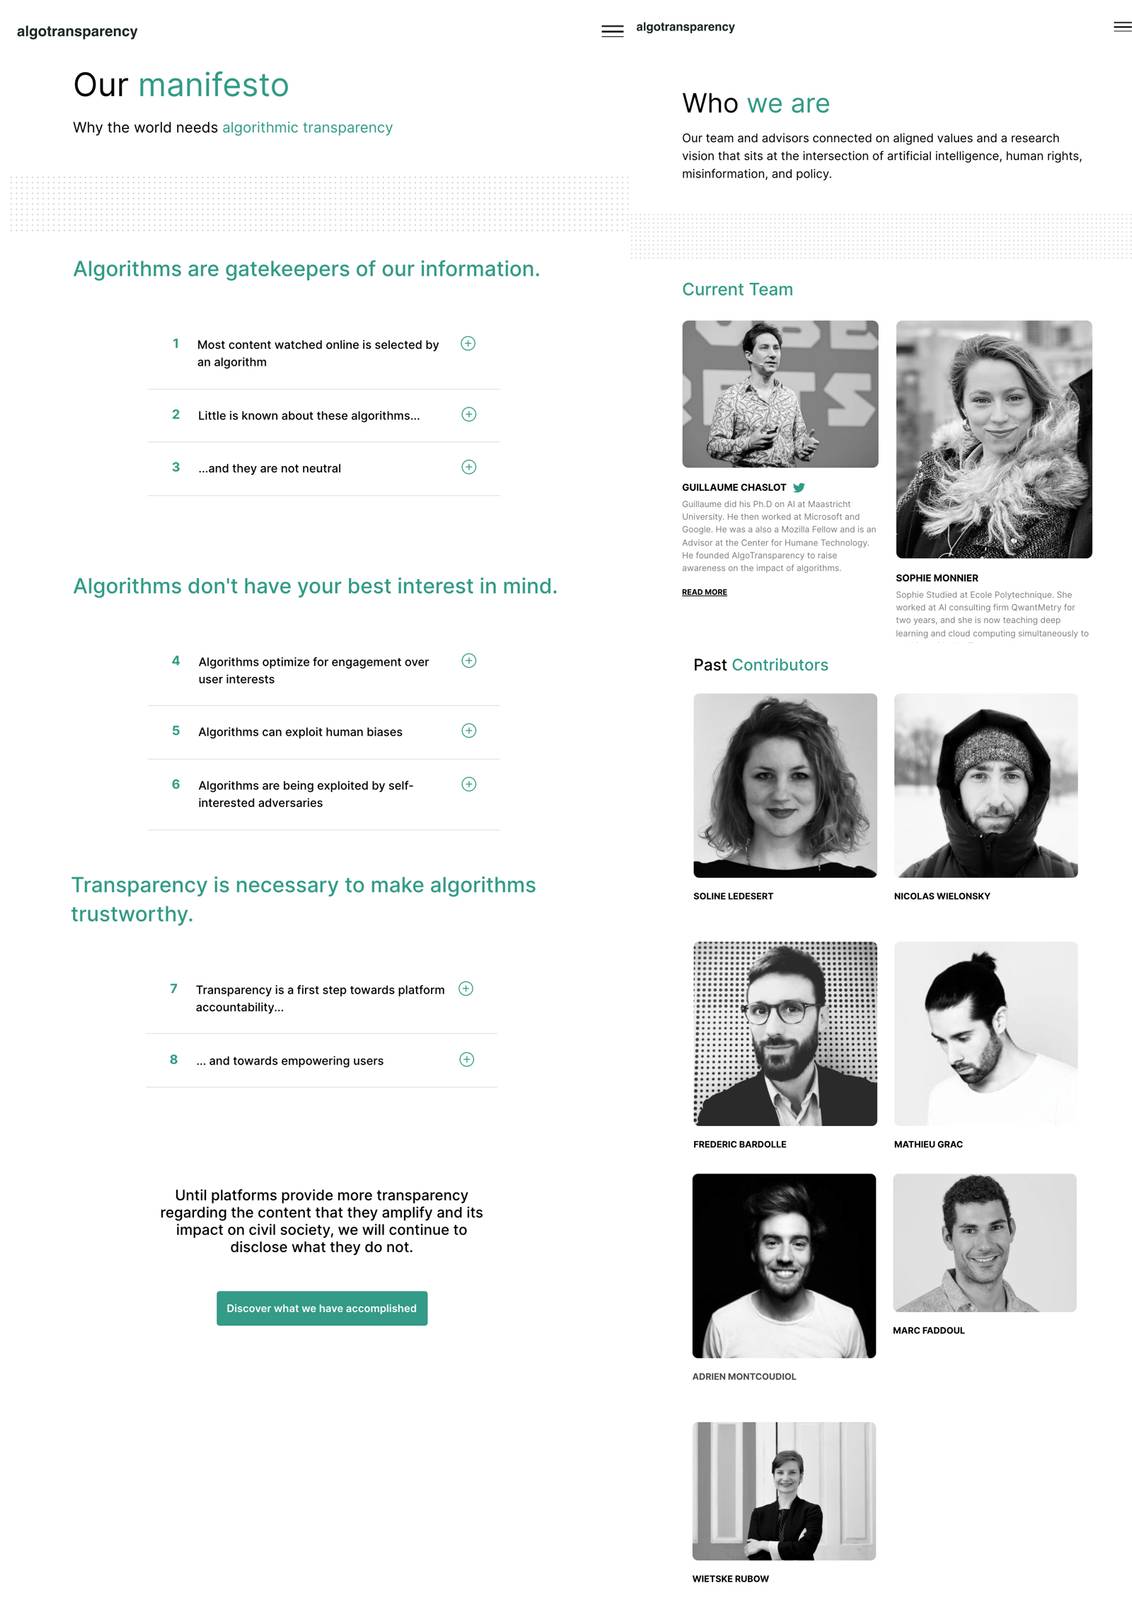 algotransparency
Our manifesto
Why the world needs algorithmic transparency
Algorithms are gatekeepers of our information.
1 Most content watched online is selected by
an algorithm
2 Little is known about these algorithms...
3 ...and they are not neutral
Algorithms don't have your best interest in mind.
4 Algorithms optimize for engagement over
user interests
5 Algorithms can exploit human biases
6 Algorithms are being exploited by self-
interested adversaries
Transparency is necessary to make algorithms
trustworthy.
7 Transparency is a first step towards platform
accountability...
8 ... and towards empowering users
Until platforms provide more transparency
regarding the content that they amplify and its
impact on civil society, we will continue to
disclose what they do not.
Discover what we have accomplished
algotransparency
Who we are
Our team and advisors connected on aligned values and a research
vision that sits at the intersection of artificial intelligence, human rights,
misinformation, and policy.
Current Team
GUILLAUME CHASLOT
Guillaume did his Ph.D on AI at Maastricht
University. He then worked at Microsoft and
Google. He was a also a Mozilla Fellow and is an
Advisor at the Center for Humane Technology.
He founded AlgoTransparency to raise
awareness on the impact of algorithms.
READ MORE
SOPHIE MONNIER
Sophie Studied at Ecole Polytechnique. She
worked at AI consulting firm QwantMetry for
two years, and she is now teaching deep
learning and cloud computing simultaneously to
Past Contributors
SOLINE LEDESERT
NICOLAS WIELONSKY
FREDERIC BARDOLLE
MATHIEU GRAC
ADRIEN MONTCOUDIOL
MARC FADDOUL
WIETSKE RUBOW